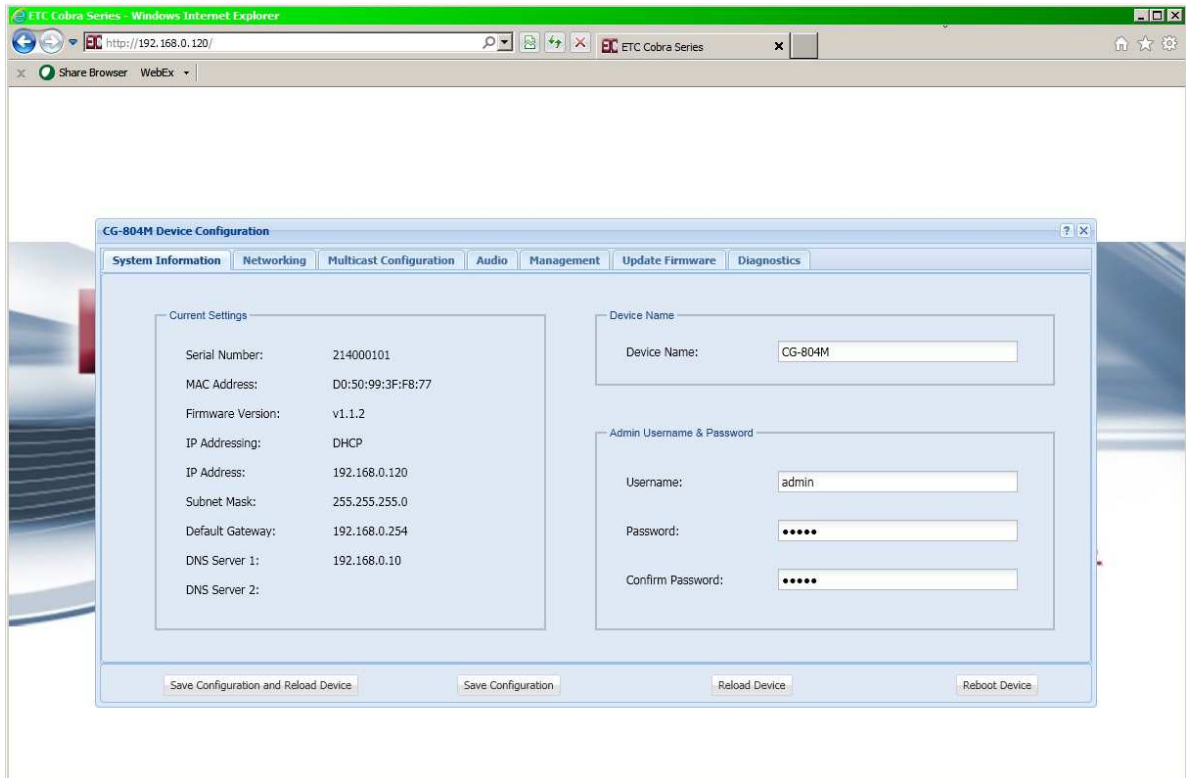 ETC Cobra Series - Windows Internet Explorer
http://192.168.0.120/
ETC Cobra Series
x Share Browser WebEx
CG-804M Device Configuration
System Information Networking Multicast Configuration Audio Management Update Firmware Diagnostics
Current Settings
Serial Number: 214000101
MAC Address: D0:50:99:3F:F8:77
Firmware Version: v1.1.2
IP Addressing: DHCP
IP Address: 192.168.0.120
Subnet Mask: 255.255.255.0
Default Gateway: 192.168.0.254
DNS Server 1: 192.168.0.10
DNS Server 2:
Device Name
Device Name: CG-804M
Admin Username & Password
Username: admin
Password: •••••
Confirm Password: •••••
Save Configuration and Reload Device Save Configuration Reload Device Reboot Device